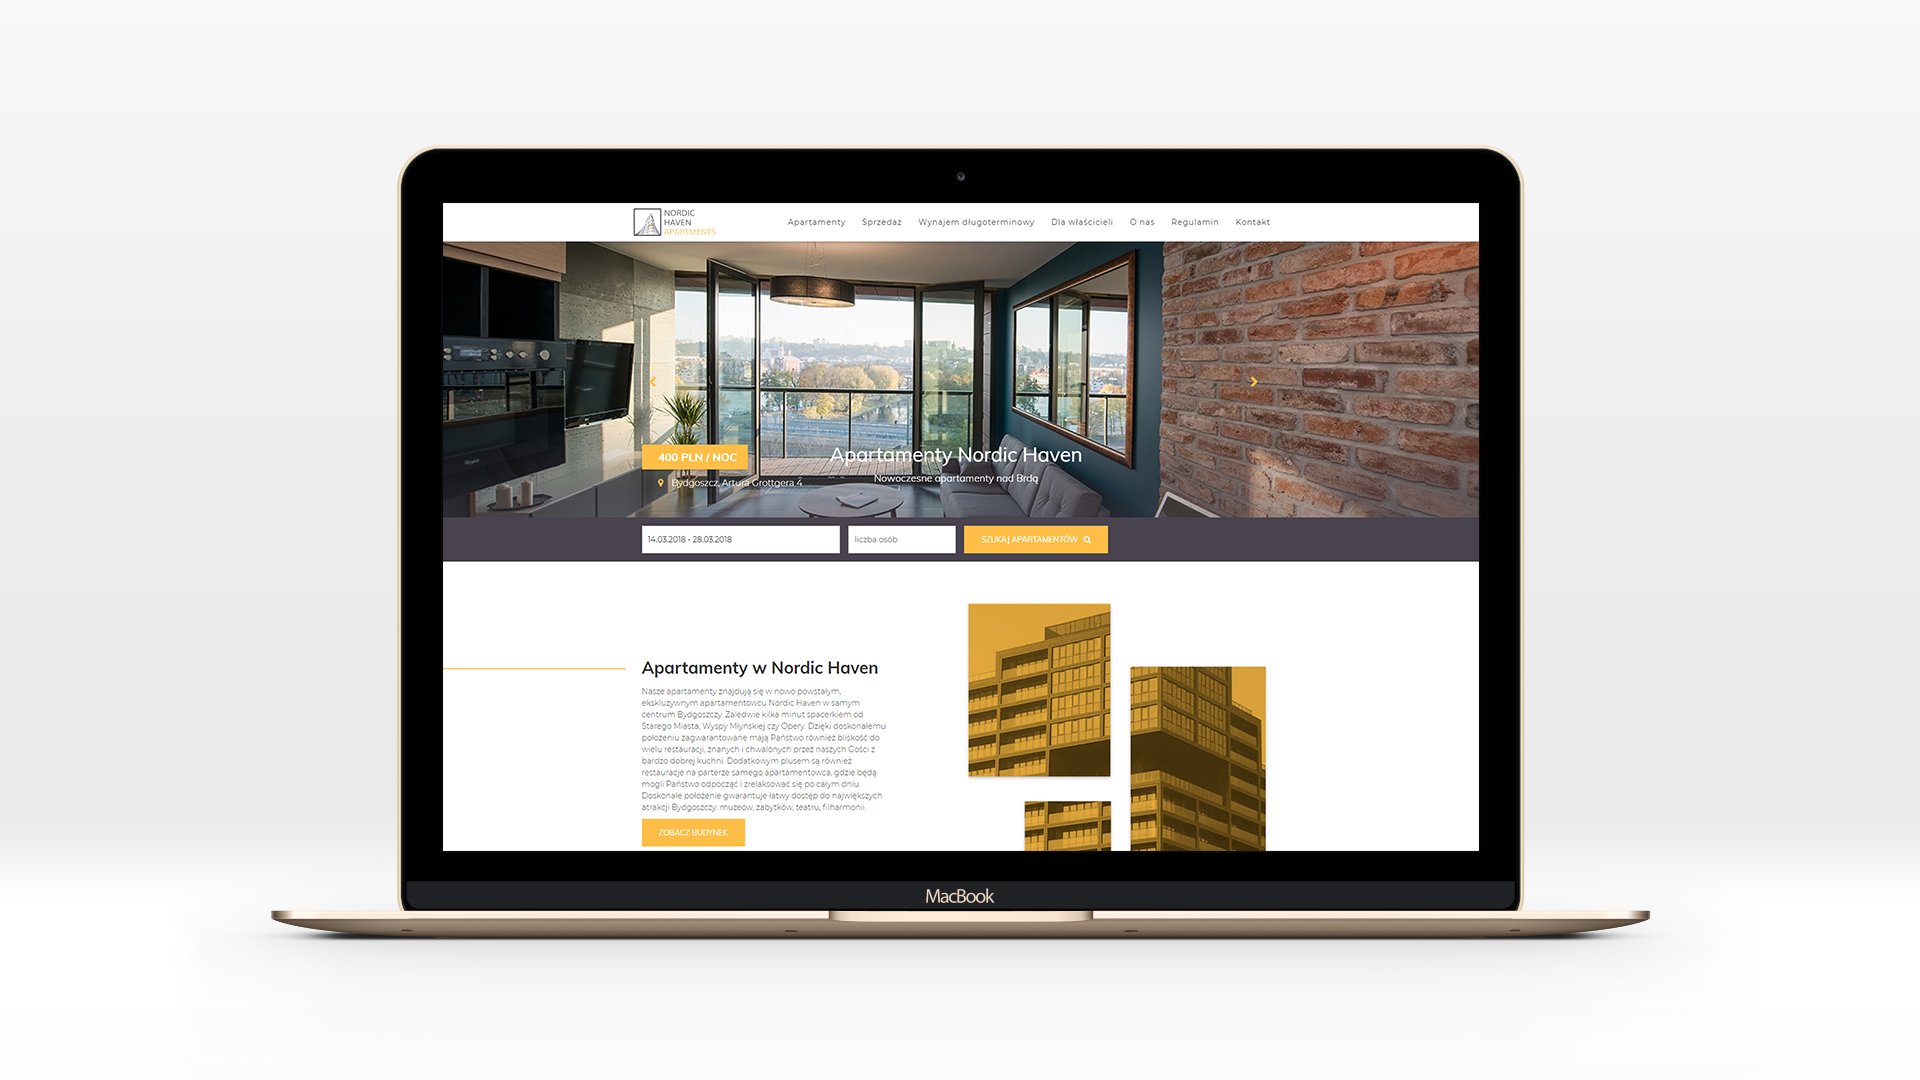 NORDIC
HAVEN
APARTMENTS
Apartamenty Sprzedaż Wynajem długoterminowy Dla właścicieli O nas Regulamin Kontakt
400 PLN / NOC
Bydgoszcz, Artura Grottgera 4
Apartamenty Nordic Haven
Nowoczesne apartamenty nad Brdą
14.03.2018 - 28.03.2018
liczba osób
SZUKAJ APARTAMENTÓW
Apartamenty w Nordic Haven
Nasze apartamenty znajdują się w nowo powstałym,
ekskluzywnym apartamentowcu Nordic Haven w samym
centrum Bydgoszczy. Zaledwie kilka minut spacerkiem od
Starego Miasta, Wyspy Młyńskiej czy Opery. Dzięki doskonałemu
położeniu zagwarantowane mają Państwo również bliskość do
wielu restauracji, znanych i chwalonych przez naszych Gości z
bardzo dobrej kuchni. Dodatkowym plusem są również
restauracje na parterze samego apartamentowca, gdzie będą
mogli Państwo odpocząć i zrelaksować się po całym dniu.
Doskonałe położenie gwarantuje łatwy dostęp do największych
atrakcji Bydgoszczy: muzeów, zabytków, teatru, filharmonii.
ZOBACZ BUDYNEK
MacBook